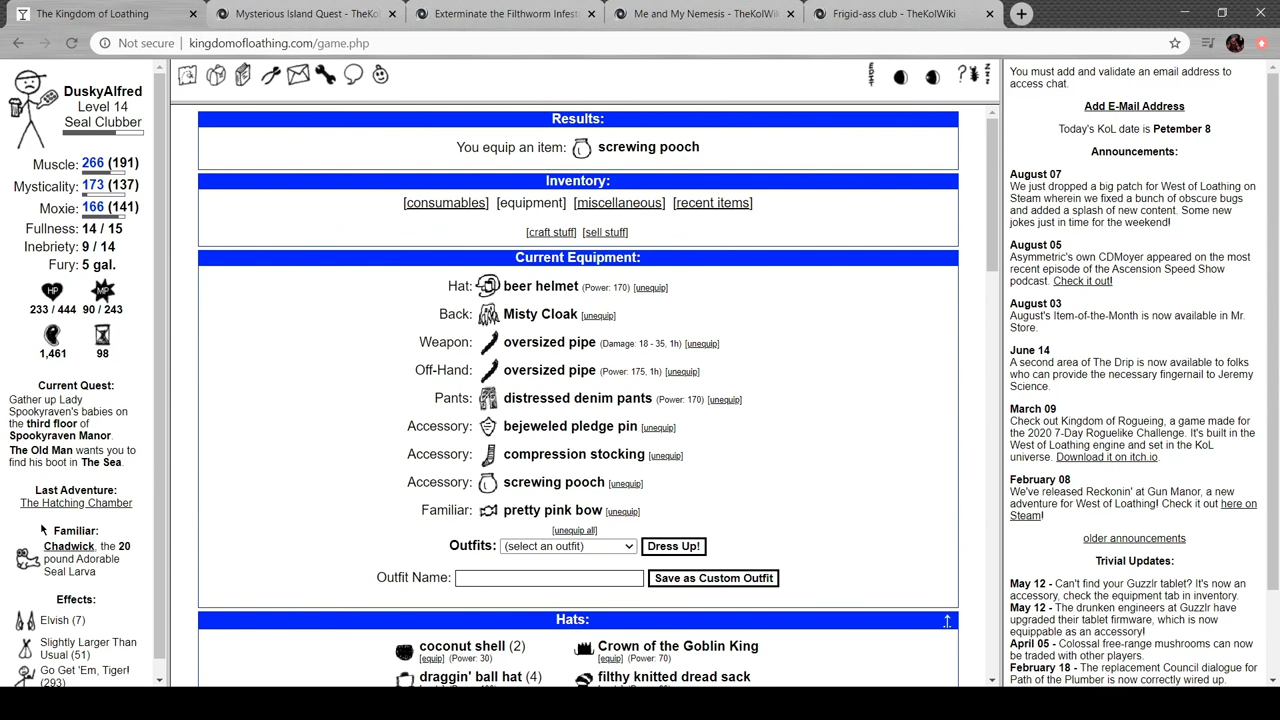 The Kingdom of Loathing
Mysterious Island Quest - TheKol
Exterminate the Filthworm Infest
Me and My Nemesis - TheKolWiki
Frigid-ass club - TheKolWiki
Not secure
kingdomofloathing.com/game.php
DuskyAlfred
Level 14
Seal Clubber
Muscle: 266 (191)
Mysticality: 173 (137)
Moxie: 166 (141)
Fullness: 14 / 15
Inebriety: 9 / 14
Fury: 5 gal.
HP MP
233 / 444 90 / 243
1,461 98
Current Quest:
Gather up Lady
Spookyraven's babies on
the third floor of
Spookyraven Manor.
The Old Man wants you to
find his boot in The Sea.
Last Adventure:
The Hatching Chamber
Familiar:
Chadwick, the 20
pound Adorable
Seal Larva
Effects:
Elvish (7)
Slightly Larger Than
Usual (51)
Go Get 'Em, Tiger!
(293)
Results:
You equip an item: screwing pooch
Inventory:
[consumables] [equipment] [miscellaneous] [recent items]
[craft stuff] [sell stuff]
Current Equipment:
Hat: beer helmet (Power: 170) [unequip]
Back: Misty Cloak [unequip]
Weapon: oversized pipe (Damage: 18 - 35, 1h) [unequip]
Off-Hand: oversized pipe (Power: 175, 1h) [unequip]
Pants: distressed denim pants (Power: 170) [unequip]
Accessory: bejeweled pledge pin [unequip]
Accessory: compression stocking [unequip]
Accessory: screwing pooch [unequip]
Familiar: pretty pink bow [unequip]
[unequip all]
Outfits: (select an outfit) Dress Up!
Outfit Name: Save as Custom Outfit
Hats:
coconut shell (2) Crown of the Goblin King
[equip] (Power: 30) [equip] (Power: 70)
draggin' ball hat (4) filthy knitted dread sack
You must add and validate an email address to
access chat.
Add E-Mail Address
Today's KoL date is Petember 8
Announcements:
August 07
We just dropped a big patch for West of Loathing on
Steam wherein we fixed a bunch of obscure bugs
and added a splash of new content. Some new
jokes just in time for the weekend!
August 05
Asymmetric's own CDMoyer appeared on the most
recent episode of the Ascension Speed Show
podcast. Check it out!
August 03
August's Item-of-the-Month is now available in Mr.
Store.
June 14
A second area of The Drip is now available to folks
who can provide the necessary fingernail to Jeremy
Science.
March 09
Check out Kingdom of Rogueing, a game made for
the 2020 7-Day Roguelike Challenge. It's built in the
West of Loathing engine and set in the KoL
universe. Download it on itch.io.
February 08
We've released Reckonin' at Gun Manor, a new
adventure for West of Loathing! Check it out here on
Steam!
older announcements
Trivial Updates:
May 12 - Can't find your Guzzlr tablet? It's now an
accessory, check the equipment tab in inventory.
May 12 - The drunken engineers at Guzzlr have
upgraded their tablet firmware, which is now
equippable as an accessory!
April 05 - Colossal free-range mushrooms can now
be traded with other players.
February 18 - The replacement Council dialogue for
Path of the Plumber is now correctly wired up.